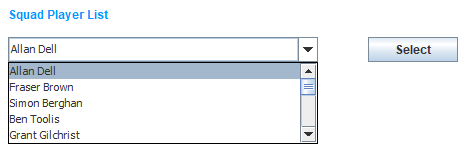 Squad Player List
Allan Dell
Select
Allan Dell
Fraser Brown
Simon Berghan
Ben Toolis
Grant Gilchrist